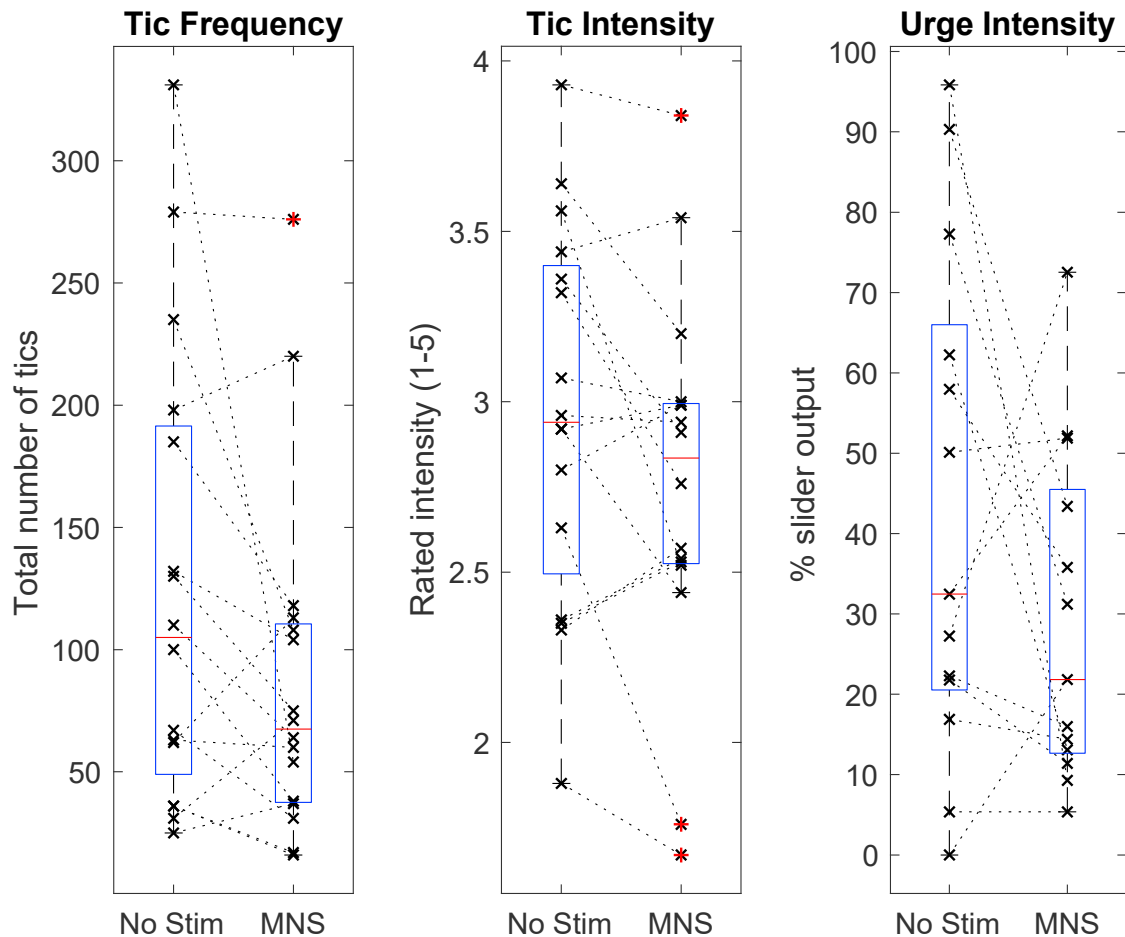 Tic Frequency
Total number of tics
300
250
200
150
100
50
No Stim MNS
Tic Intensity
Rated intensity (1-5)
4
3.5
3
2.5
2
No Stim MNS
Urge Intensity
% slider output
100
90
80
70
60
50
40
30
20
10
0
No Stim MNS